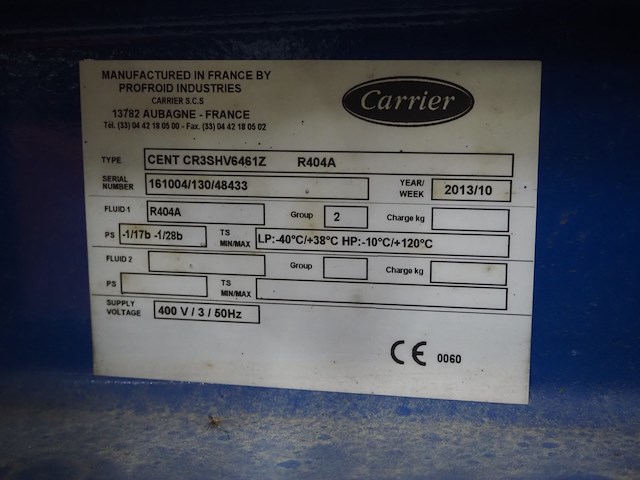 MANUFACTURED IN FRANCE BY
PROFROID INDUSTRIES
CARRIER S.C.S
13782 AUBAGNE - FRANCE
Tél. (33) 04 42 18 05 00 - Fax. (33) 04 42 18 05 02
Carrier
TYPE CENT CR3SHV6461Z R404A
SERIAL NUMBER 161004/130/48433 YEAR/ WEEK 2013/10
FLUID 1 R404A Group 2 Charge kg
PS -1/17b -1/28b TS MIN/MAX LP:-40°C/+38°C HP:-10°C/+120°C
FLUID 2 Group Charge kg
PS TS MIN/MAX
SUPPLY VOLTAGE 400 V / 3 / 50Hz
CE 0060